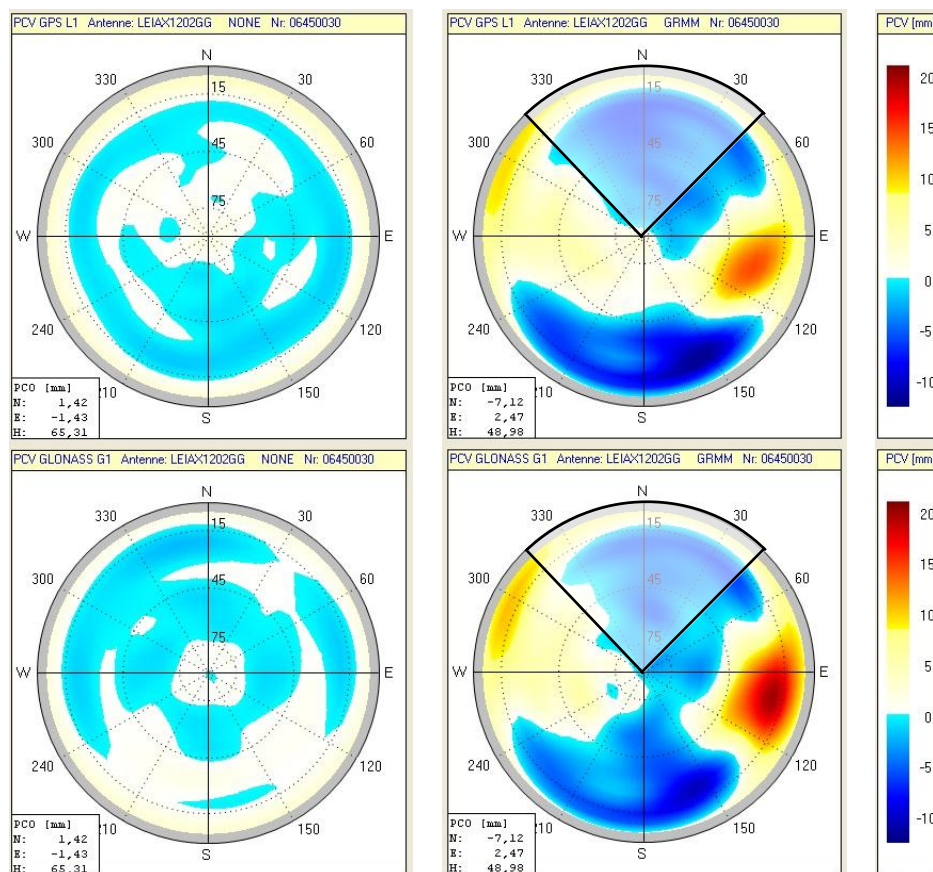 PCV GPS L1 Antenne: LEIAX1202GG NONE Nr: 06450030
N
330 30
15
300 60
45
75
W E
240 120
210 150
S
PCO [mm]
N: 1,42
E: -1,43
H: 65,31
PCV GPS L1 Antenne: LEIAX1202GG GRMM Nr: 06450030
N
330 30
15
300 60
45
75
W E
240 120
150
S
PCO [mm]
N: -7,12
E: 2,47
H: 48,98
PCV [mm
20
15
10
5
0
-5
-10
PCV GLONASS G1 Antenne: LEIAX1202GG NONE Nr: 06450030
N
330 30
15
300 60
45
75
W E
240 120
150
S
PCO [mm]
N: 1,42
E: -1,43
H: 65,31
PCV GLONASS G1 Antenne: LEIAX1202GG GRMM Nr: 06450030
N
330 30
15
300 60
45
75
W E
240 120
150
S
PCO [mm]
N: -7,12
E: 2,47
H: 48,98
PCV [mm
20
15
10
5
0
-5
-10